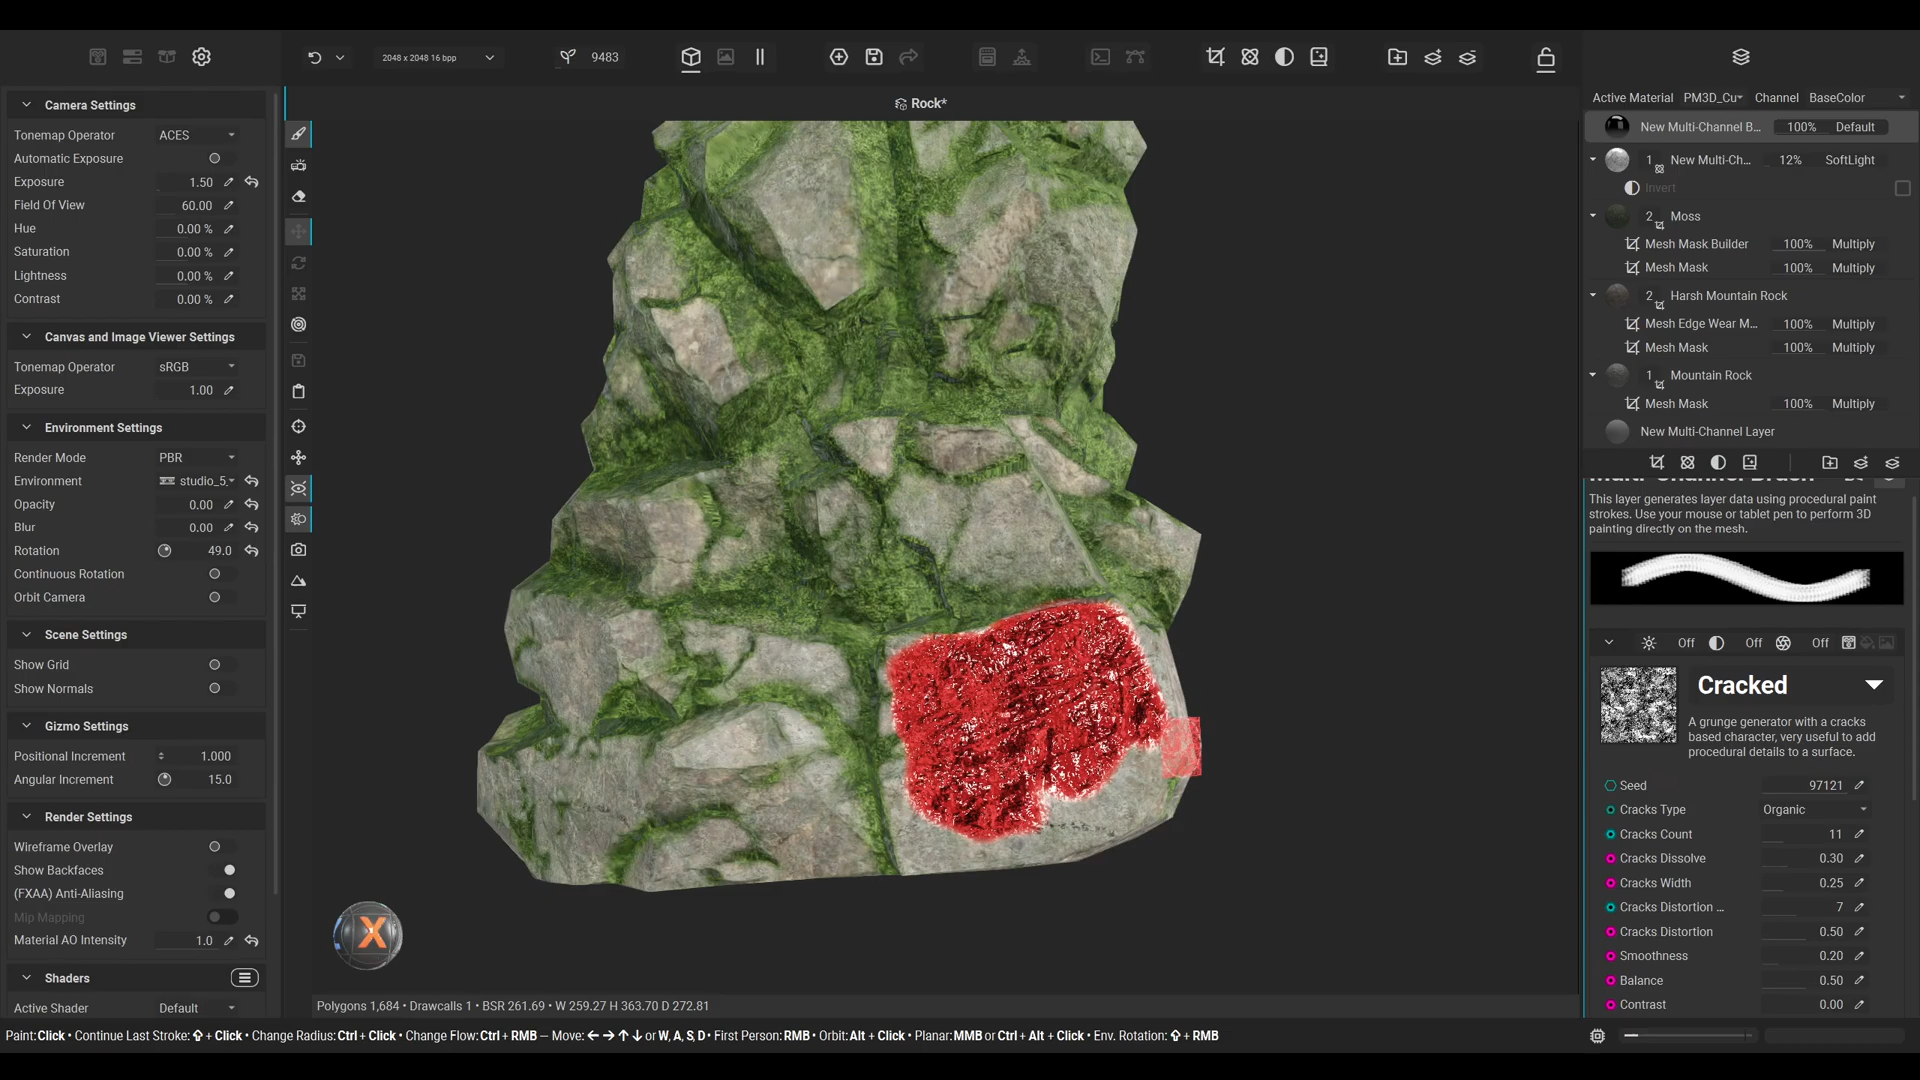 2048 x 2048 16 bpp
9483
Rock*
Camera Settings
Tonemap Operator ACES
Automatic Exposure
Exposure 1.50
Field Of View 60.00
Hue 0.00 %
Saturation 0.00 %
Lightness 0.00 %
Contrast 0.00 %
Canvas and Image Viewer Settings
Tonemap Operator sRGB
Exposure 1.00
Environment Settings
Render Mode PBR
Environment studio_5_
Opacity 0.00
Blur 0.00
Rotation 49.0
Continuous Rotation
Orbit Camera
Scene Settings
Show Grid
Show Normals
Gizmo Settings
Positional Increment 1.000
Angular Increment 15.0
Render Settings
Wireframe Overlay
Show Backfaces
(FXAA) Anti-Aliasing
Mip Mapping
Material AO Intensity 1.0
Shaders
Active Shader Default
X
Polygons 1,684 • Drawcalls 1 • BSR 261.69 • W 259.27 H 363.70 D 272.81
Active Material PM3D_Cu Channel BaseColor
New Multi-Channel B... 100% Default
1 New Multi-Ch... 12% SoftLight
Invert
2 Moss
Mesh Mask Builder 100% Multiply
Mesh Mask 100% Multiply
2 Harsh Mountain Rock
Mesh Edge Wear M... 100% Multiply
Mesh Mask 100% Multiply
1 Mountain Rock
Mesh Mask 100% Multiply
New Multi-Channel Layer
Multi-Channel Brush
This layer generates layer data using procedural paint
strokes. Use your mouse or tablet pen to perform 3D
painting directly on the mesh.
Off Off Off
Cracked
A grunge generator with a cracks
based character, very useful to add
procedural details to a surface.
Seed 97121
Cracks Type Organic
Cracks Count 11
Cracks Dissolve 0.30
Cracks Width 0.25
Cracks Distortion ... 7
Cracks Distortion 0.50
Smoothness 0.20
Balance 0.50
Contrast 0.00
Paint: Click • Continue Last Stroke: ⇧ + Click • Change Radius: Ctrl + Click • Change Flow: Ctrl + RMB — Move: ← → ↑ ↓ or W, A, S, D • First Person: RMB • Orbit: Alt + Click • Planar: MMB or Ctrl + Alt + Click • Env. Rotation: ⇧ + RMB